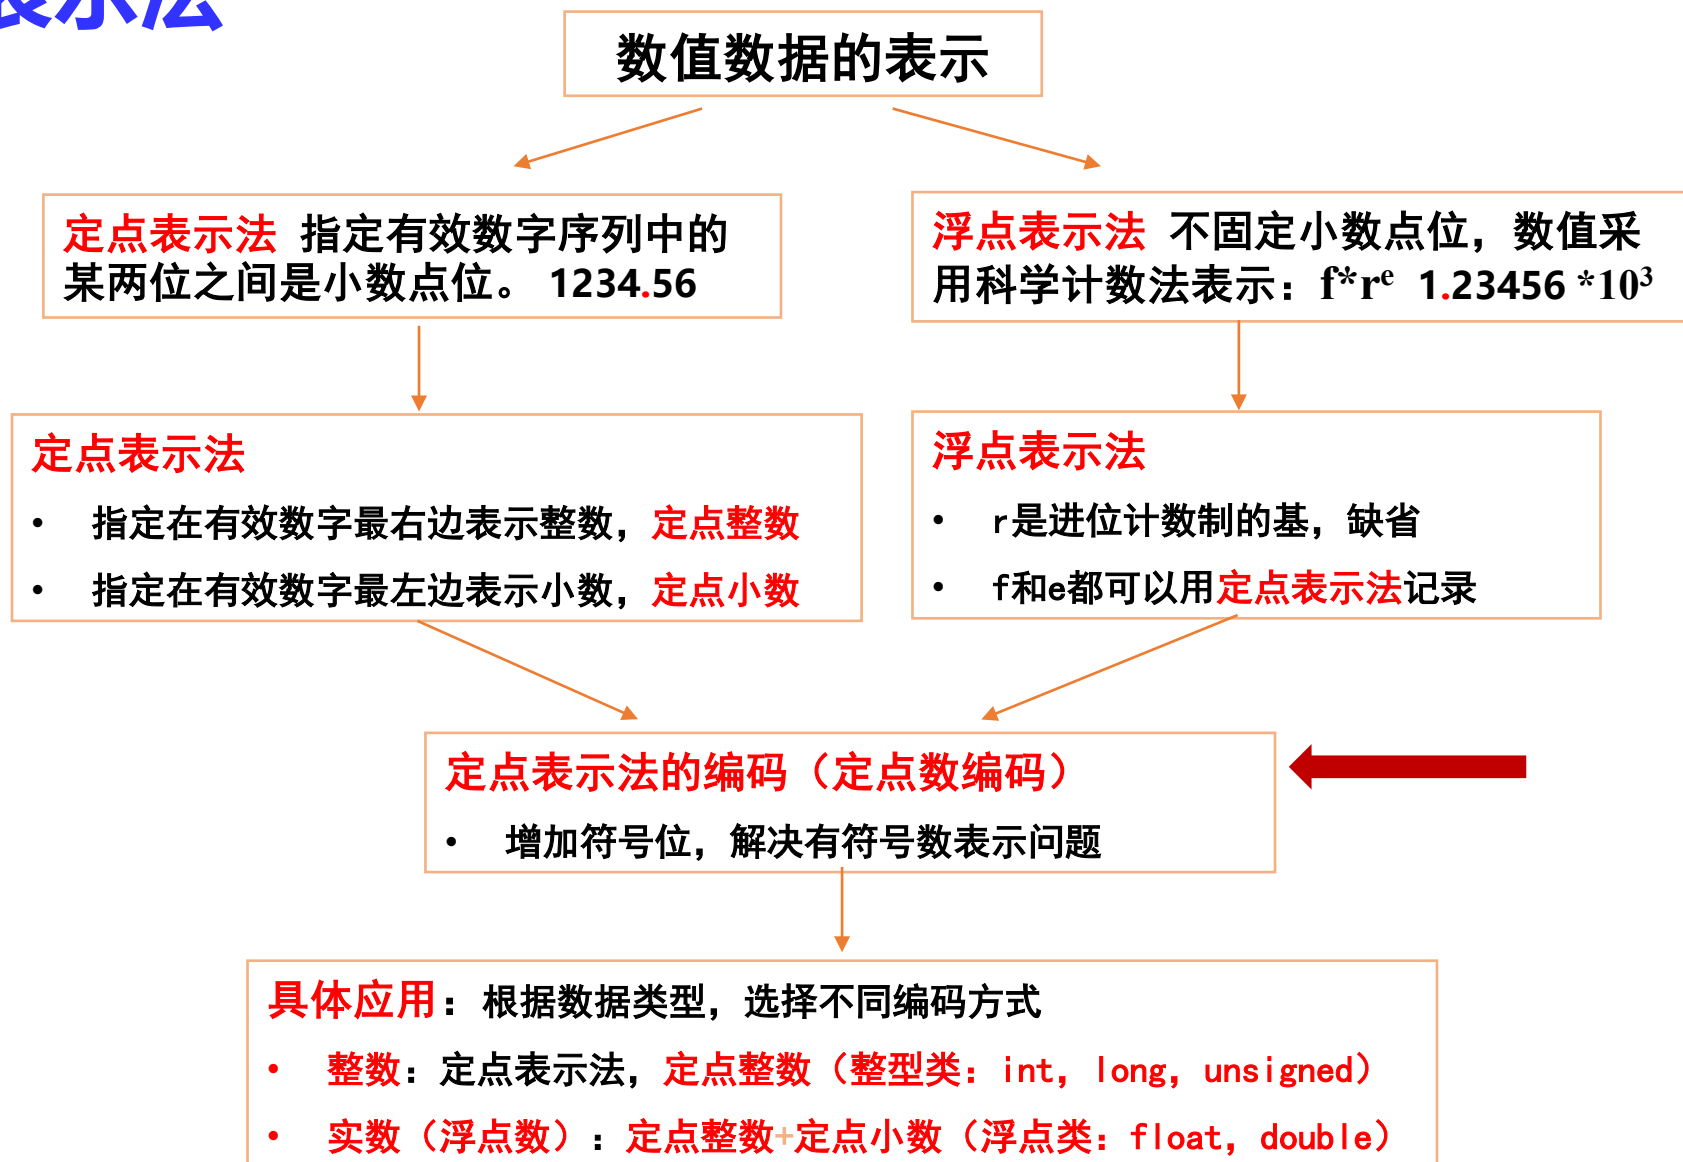 表示法
数值数据的表示
定点表示法 指定有效数字序列中的
某两位之间是小数点位。 1234.56
浮点表示法 不固定小数点位，数值采
用科学计数法表示：f*rᵉ 1.23456 *10³
定点表示法
• 指定在有效数字最右边表示整数，定点整数
• 指定在有效数字最左边表示小数，定点小数
浮点表示法
• r是进位计数制的基，缺省
• f和e都可以用定点表示法记录
定点表示法的编码（定点数编码）
• 增加符号位，解决有符号数表示问题
具体应用：根据数据类型，选择不同编码方式
• 整数：定点表示法，定点整数（整型类：int，long，unsigned）
• 实数（浮点数）：定点整数+定点小数（浮点类：float，double）